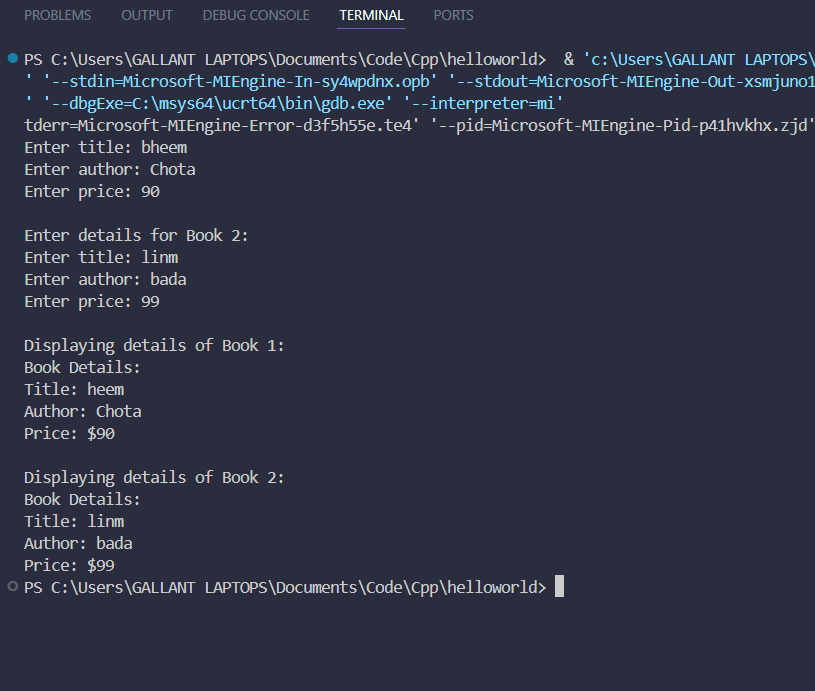 PROBLEMS OUTPUT DEBUG CONSOLE TERMINAL PORTS
PS C:\Users\GALLANT LAPTOPS\Documents\Code\Cpp\helloworld>  & 'c:\Users\GALLANT LAPTOPS\
' '--stdin=Microsoft-MIEngine-In-sy4wpdnx.opb' '--stdout=Microsoft-MIEngine-Out-xsmjuno1
' '--dbgExe=C:\msys64\ucrt64\bin\gdb.exe' '--interpreter=mi'
tderr=Microsoft-MIEngine-Error-d3f5h55e.te4' '--pid=Microsoft-MIEngine-Pid-p41hvkhx.zjd'
Enter title: bheem
Enter author: Chota
Enter price: 90
Enter details for Book 2:
Enter title: linm
Enter author: bada
Enter price: 99
Displaying details of Book 1:
Book Details:
Title: heem
Author: Chota
Price: $90
Displaying details of Book 2:
Book Details:
Title: linm
Author: bada
Price: $99
PS C:\Users\GALLANT LAPTOPS\Documents\Code\Cpp\helloworld>